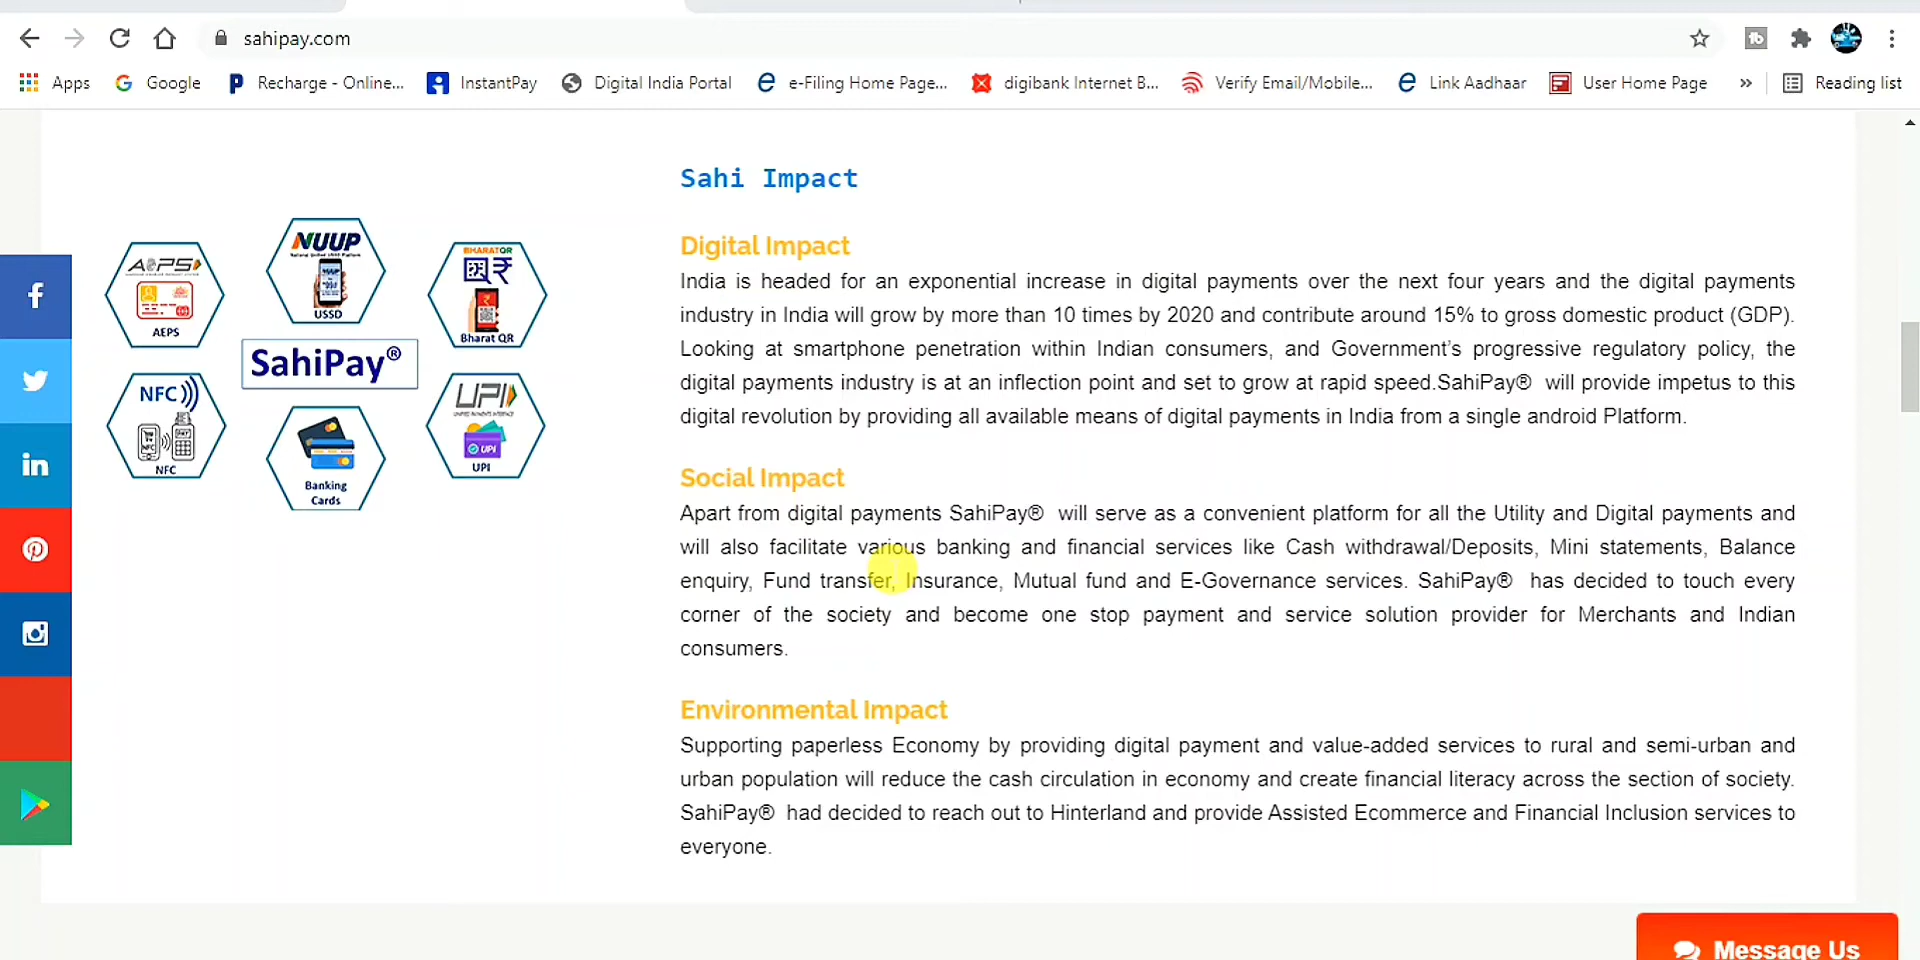 sahipay.com
Apps Google Recharge - Online... InstantPay Digital India Portal e-Filing Home Page... digibank Internet B... Verify Email/Mobile... Link Aadhaar User Home Page » Reading list
Sahi Impact
Digital Impact
India is headed for an exponential increase in digital payments over the next four years and the digital payments
industry in India will grow by more than 10 times by 2020 and contribute around 15% to gross domestic product (GDP).
Looking at smartphone penetration within Indian consumers, and Government's progressive regulatory policy, the
digital payments industry is at an inflection point and set to grow at rapid speed.SahiPay® will provide impetus to this
digital revolution by providing all available means of digital payments in India from a single android Platform.
Social Impact
Apart from digital payments SahiPay® will serve as a convenient platform for all the Utility and Digital payments and
will also facilitate various banking and financial services like Cash withdrawal/Deposits, Mini statements, Balance
enquiry, Fund transfer, Insurance, Mutual fund and E-Governance services. SahiPay® has decided to touch every
corner of the society and become one stop payment and service solution provider for Merchants and Indian
consumers.
Environmental Impact
Supporting paperless Economy by providing digital payment and value-added services to rural and semi-urban and
urban population will reduce the cash circulation in economy and create financial literacy across the section of society.
SahiPay® had decided to reach out to Hinterland and provide Assisted Ecommerce and Financial Inclusion services to
everyone.
AEPS
AEPS
NUUP
National Unified USSD Platform
*99#
USSD
BHARATQR
Bharat QR
SahiPay®
NFC
NFC
Banking
Cards
UPI
UNIFIED PAYMENTS INTERFACE
UPI
UPI
Message Us